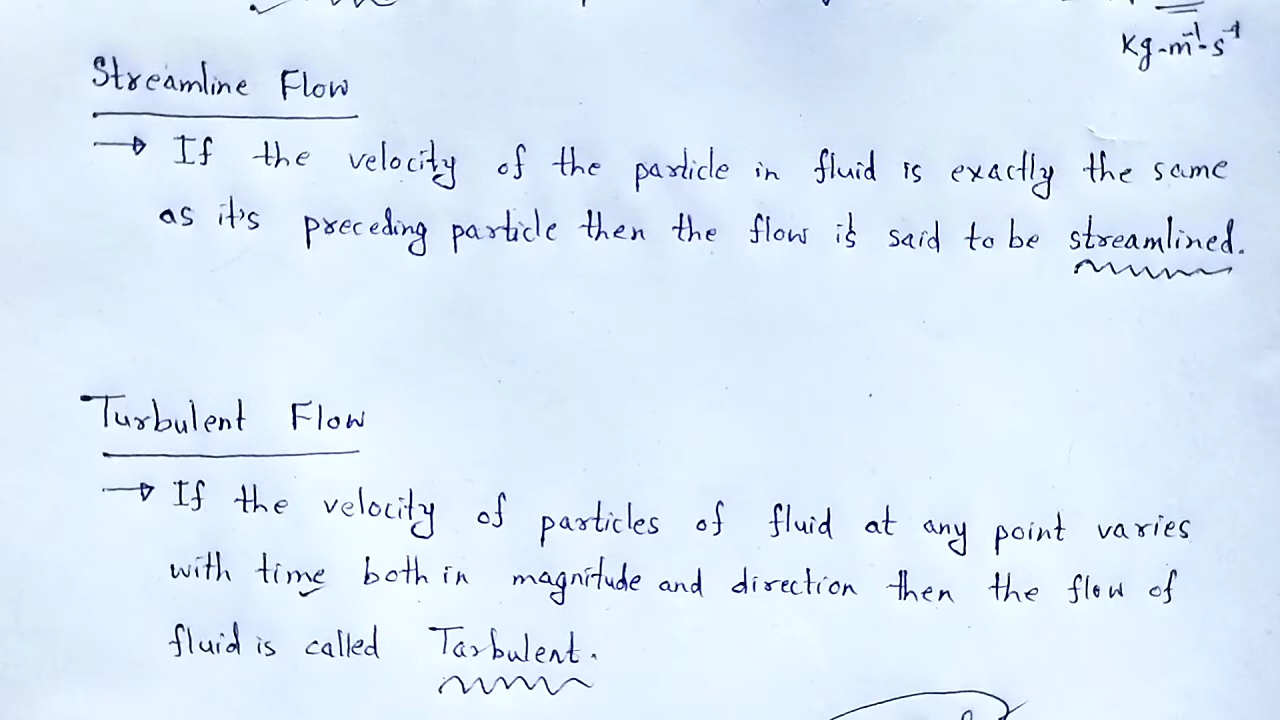 Kg-m⁻¹-s⁻¹
Streamline Flow
→ If the velocity of the particle in fluid is exactly the same
as it's preceding particle then the flow is said to be streamlined.
Turbulent Flow
→ If the velocity of particles of fluid at any point varies
with time both in magnitude and direction then the flow of
fluid is called Tarbulent.